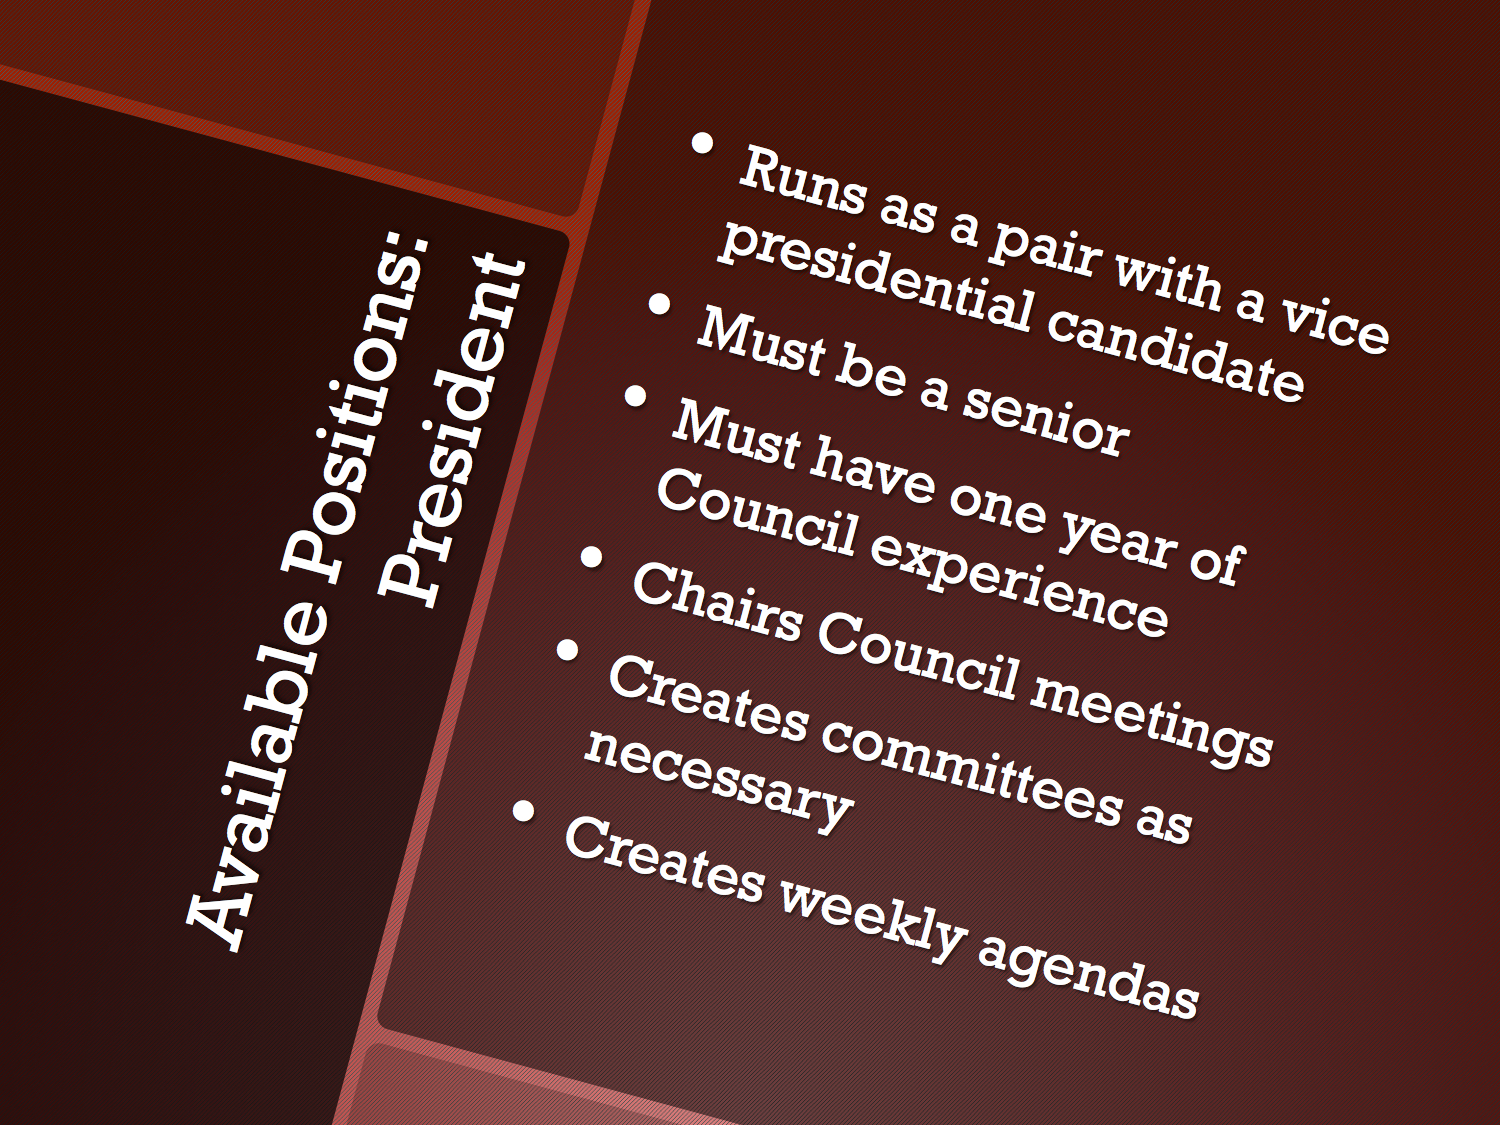 Available Positions:
President
• Runs as a pair with a vice
presidential candidate
• Must be a senior
• Must have one year of
Council experience
• Chairs Council meetings
• Creates committees as
necessary
• Creates weekly agendas